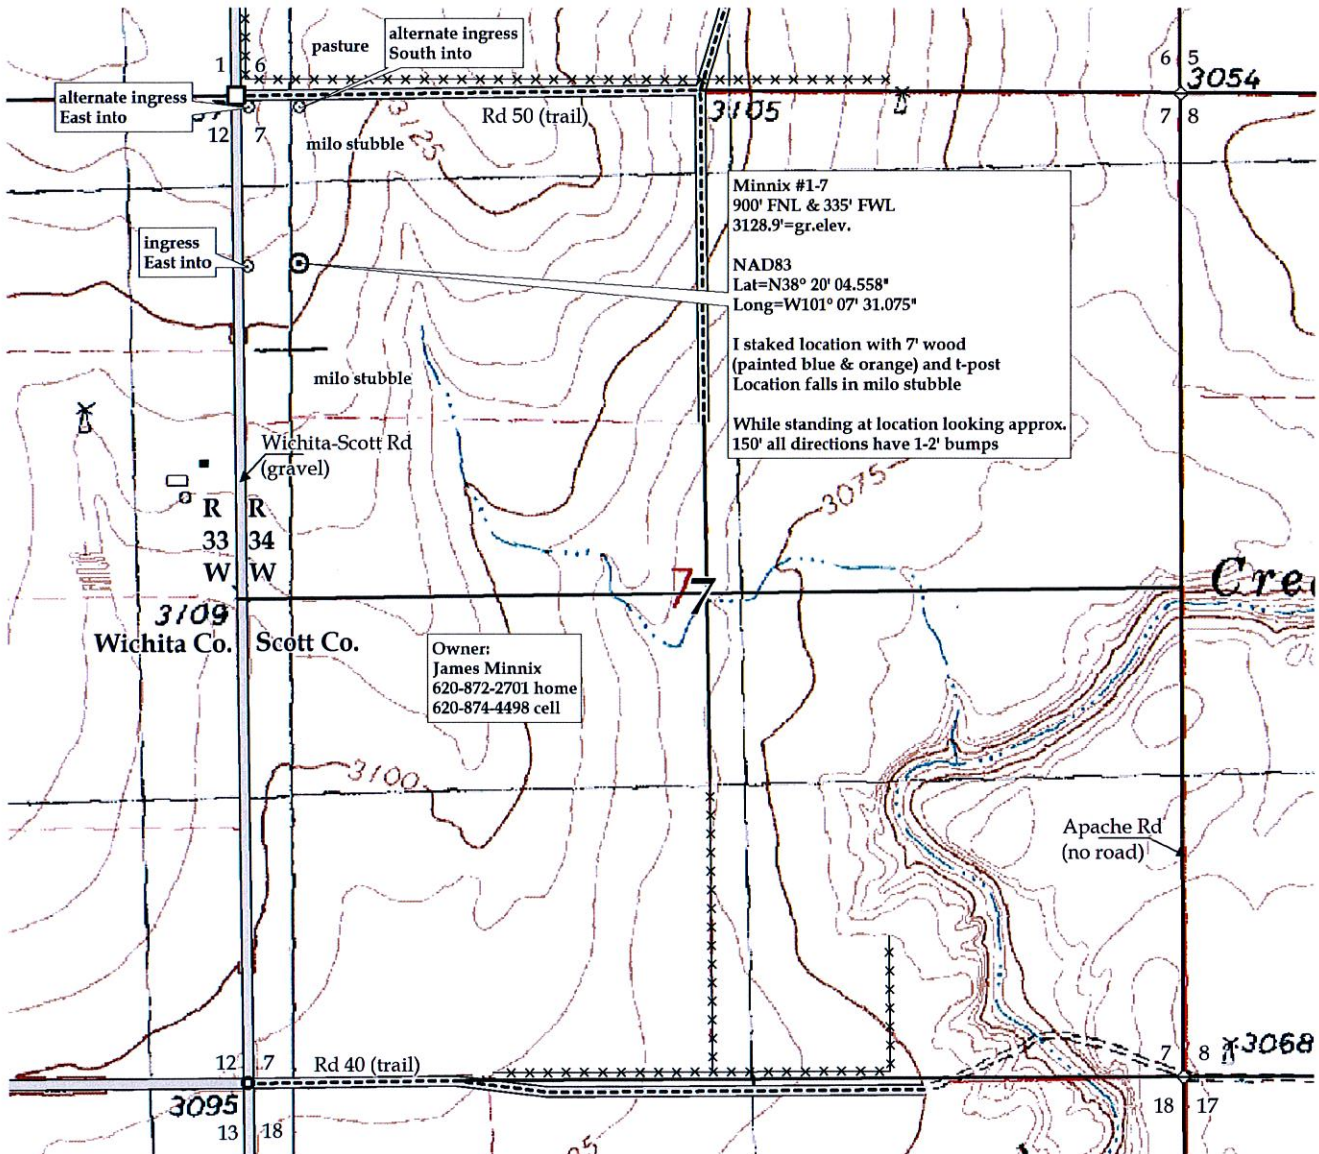 pasture
alternate ingress
South into
1 6
6 5
3054
alternate ingress
East into
12 7
Rd 50 (trail)
3105
7 8
3125
milo stubble
Minnix #1-7
900' FNL & 335' FWL
3128.9'=gr.elev.
NAD83
Lat=N38° 20' 04.558"
Long=W101° 07' 31.075"
I staked location with 7' wood
(painted blue & orange) and t-post
Location falls in milo stubble
While standing at location looking approx.
150' all directions have 1-2' bumps
ingress
East into
milo stubble
Wichita-Scott Rd
(gravel)
3075
R R
33 34
W W
7 7
Cre
3109
Wichita Co. Scott Co.
Owner:
James Minnix
620-872-2701 home
620-874-4498 cell
3100
Apache Rd
(no road)
12 7
Rd 40 (trail)
7 8
3068
3095
13 18
18 17